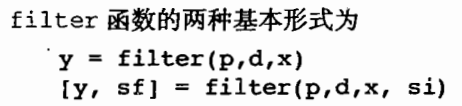 filter 函数的两种基本形式为
y = filter(p,d,x)
[y, sf] = filter(p,d,x, si)